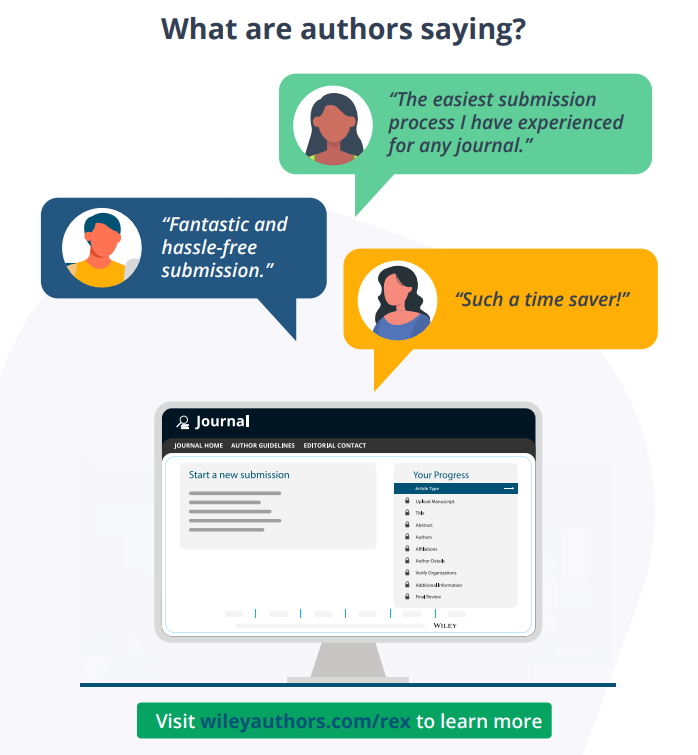 What are authors saying?
“The easiest submission
process I have experienced
for any journal.”
“Fantastic and
hassle-free
submission.”
“Such a time saver!”
Journal
JOURNAL HOME AUTHOR GUIDELINES EDITORIAL CONTACT
Start a new submission
Your Progress
Article Type
Upload Manuscript
Title
Abstract
Authors
Affiliations
Author Details
Verify Organizations
Additional Information
Final Review
WILEY
Visit wileyauthors.com/rex to learn more